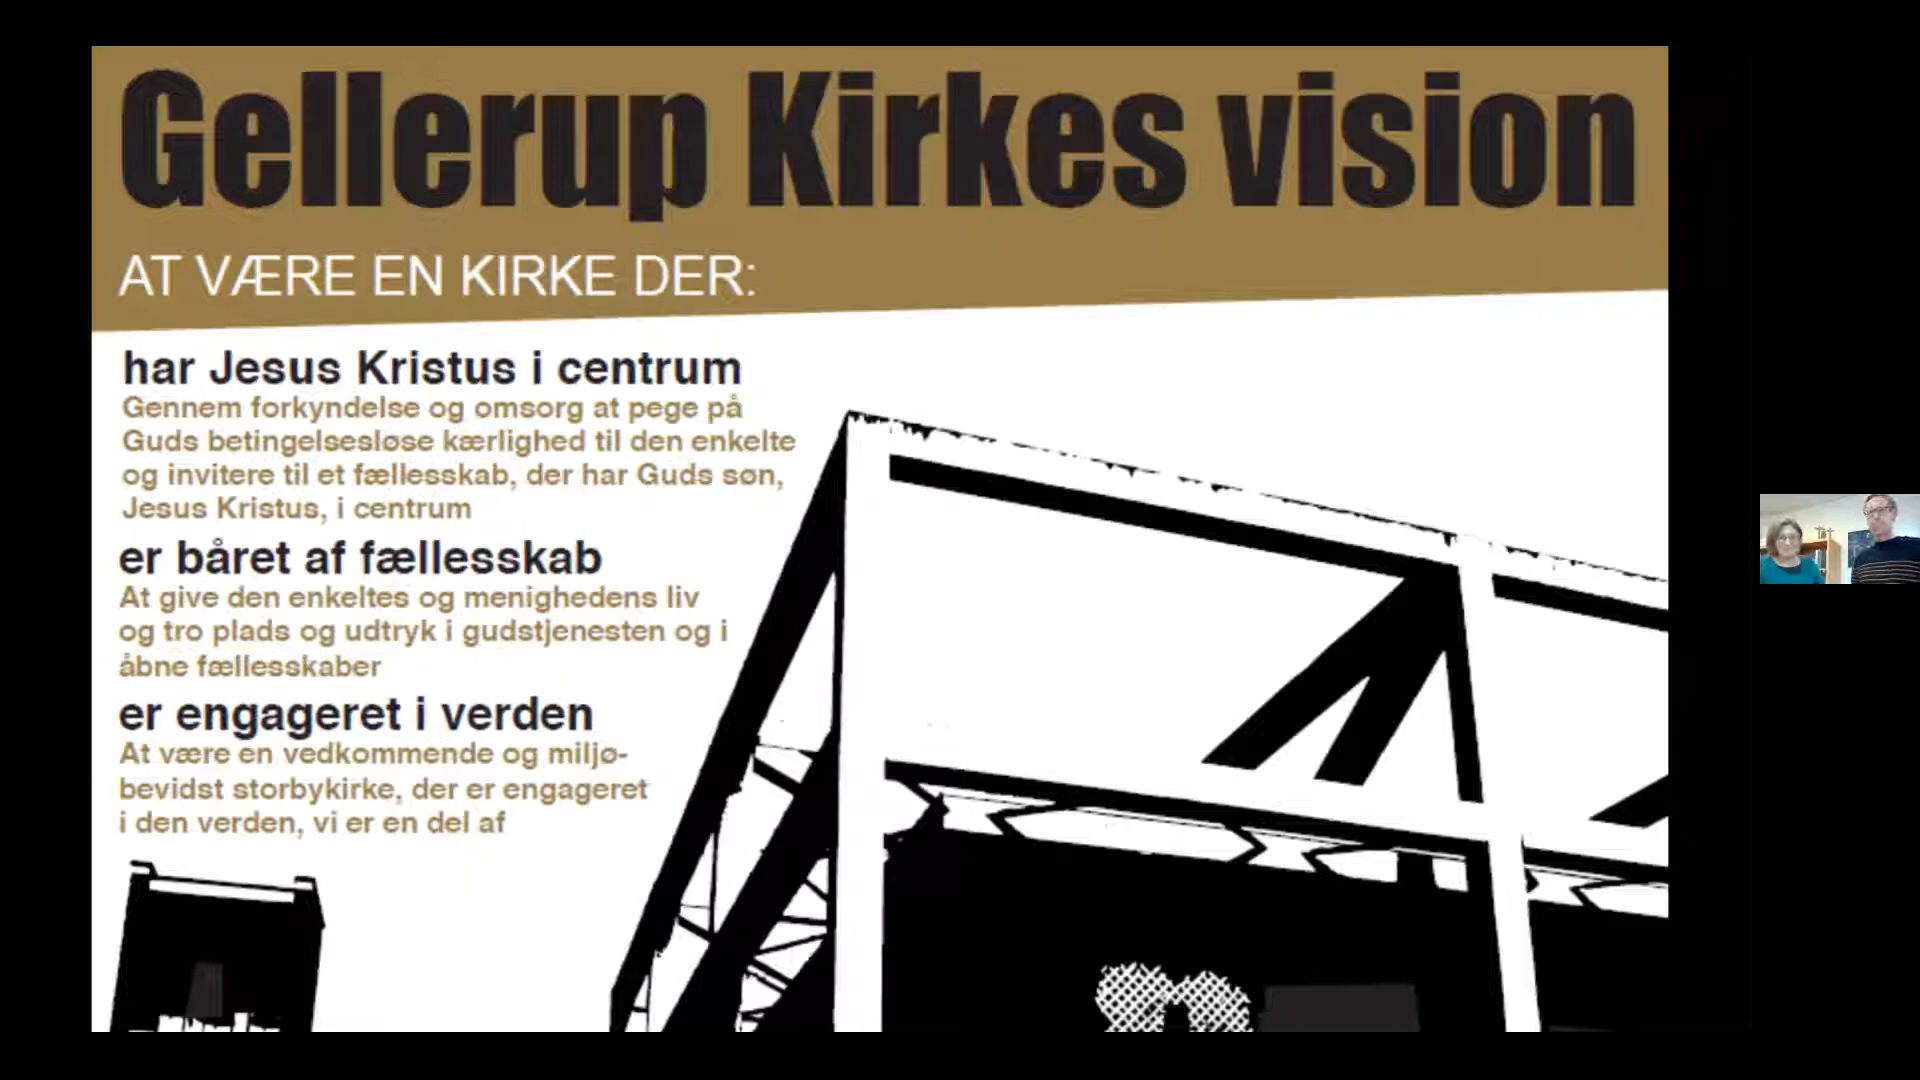 Gellerup Kirkes vision
AT VÆRE EN KIRKE DER:
har Jesus Kristus i centrum
Gennem forkyndelse og omsorg at pege på
Guds betingelsesløse kærlighed til den enkelte
og invitere til et fællesskab, der har Guds søn,
Jesus Kristus, i centrum
er båret af fællesskab
At give den enkeltes og menighedens liv
og tro plads og udtryk i gudstjenesten og i
åbne fællesskaber
er engageret i verden
At være en vedkommende og miljø-
bevidst storbykirke, der er engageret
i den verden, vi er en del af